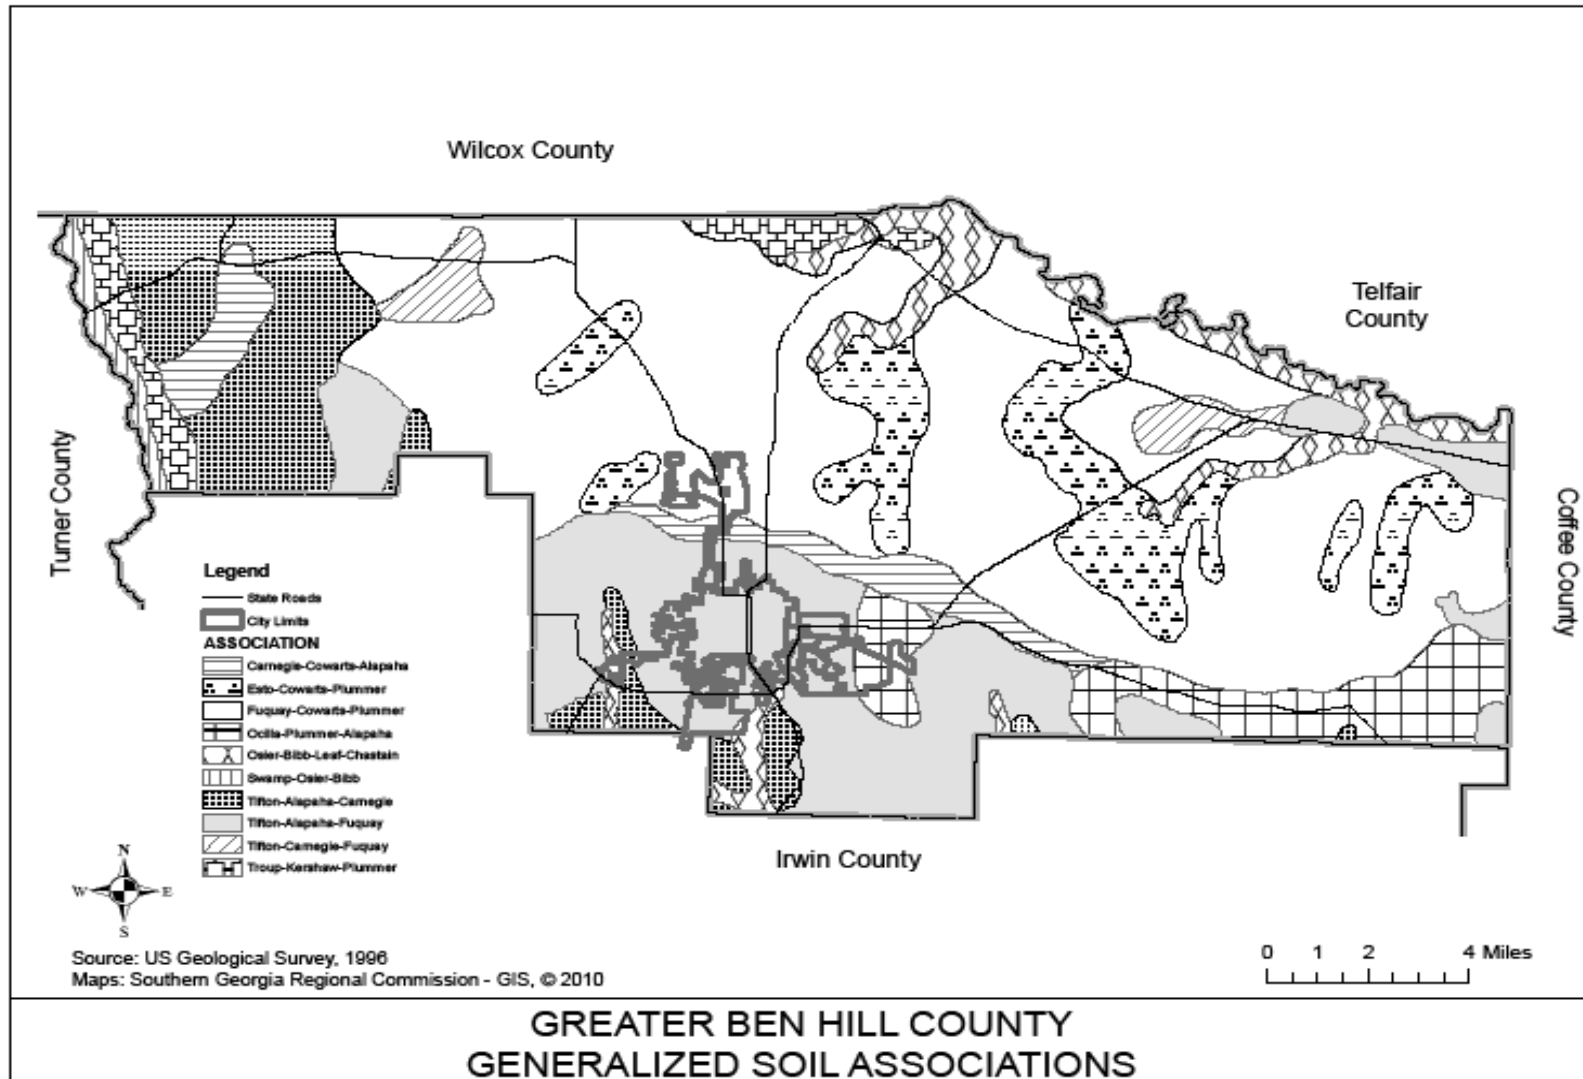 Wilcox County
Telfair
County
Turner County
Coffee County
Legend
State Roads
City Limits
ASSOCIATION
Carnegie-Cowarts-Alapaha
Esto-Cowarts-Plummer
Fuquay-Cowarts-Plummer
Ocilla-Plummer-Alapaha
Osier-Bibb-Leaf-Chastain
Swamp-Osier-Bibb
Tifton-Alapaha-Carnegie
Tifton-Alapaha-Fuquay
Tifton-Carnegie-Fuquay
Troup-Kershaw-Plummer
Irwin County
N
W E
S
Source: US Geological Survey, 1996
Maps: Southern Georgia Regional Commission - GIS, © 2010
0 1 2 4 Miles
GREATER BEN HILL COUNTY
GENERALIZED SOIL ASSOCIATIONS